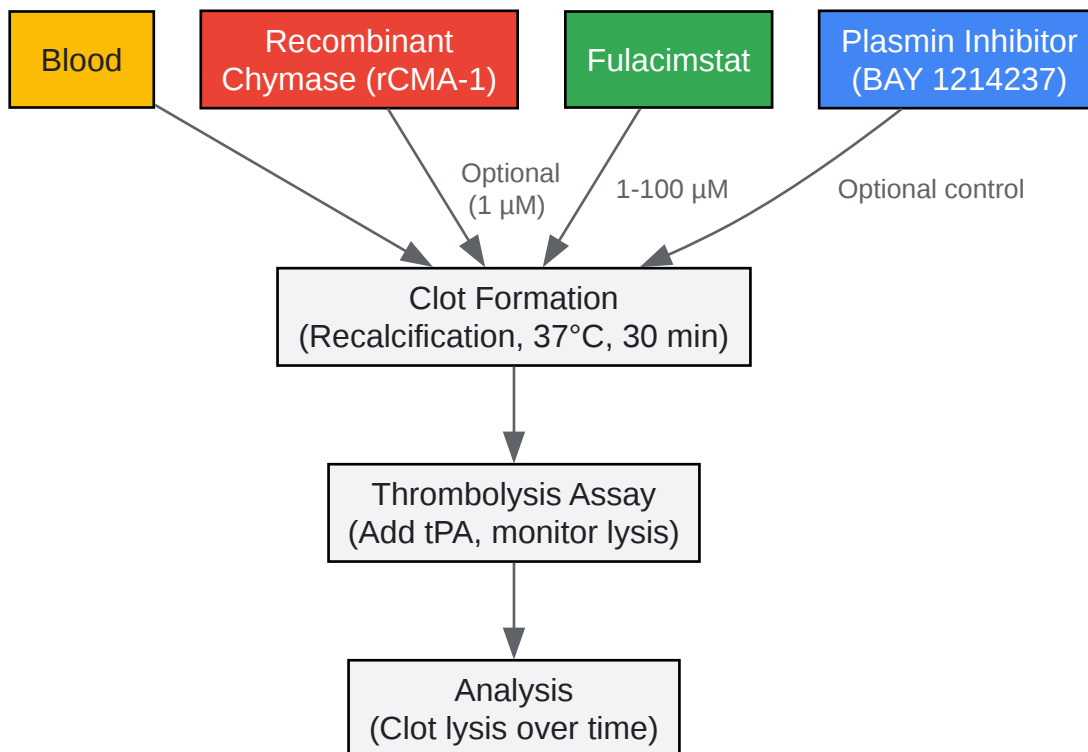 Blood
Recombinant
Chymase (rCMA-1)
Fulacimstat
Plasmin Inhibitor
(BAY 1214237)
Optional
(1 µM)
1-100 µM
Optional control
Clot Formation
(Recalcification, 37°C, 30 min)
Thrombolysis Assay
(Add tPA, monitor lysis)
Analysis
(Clot lysis over time)